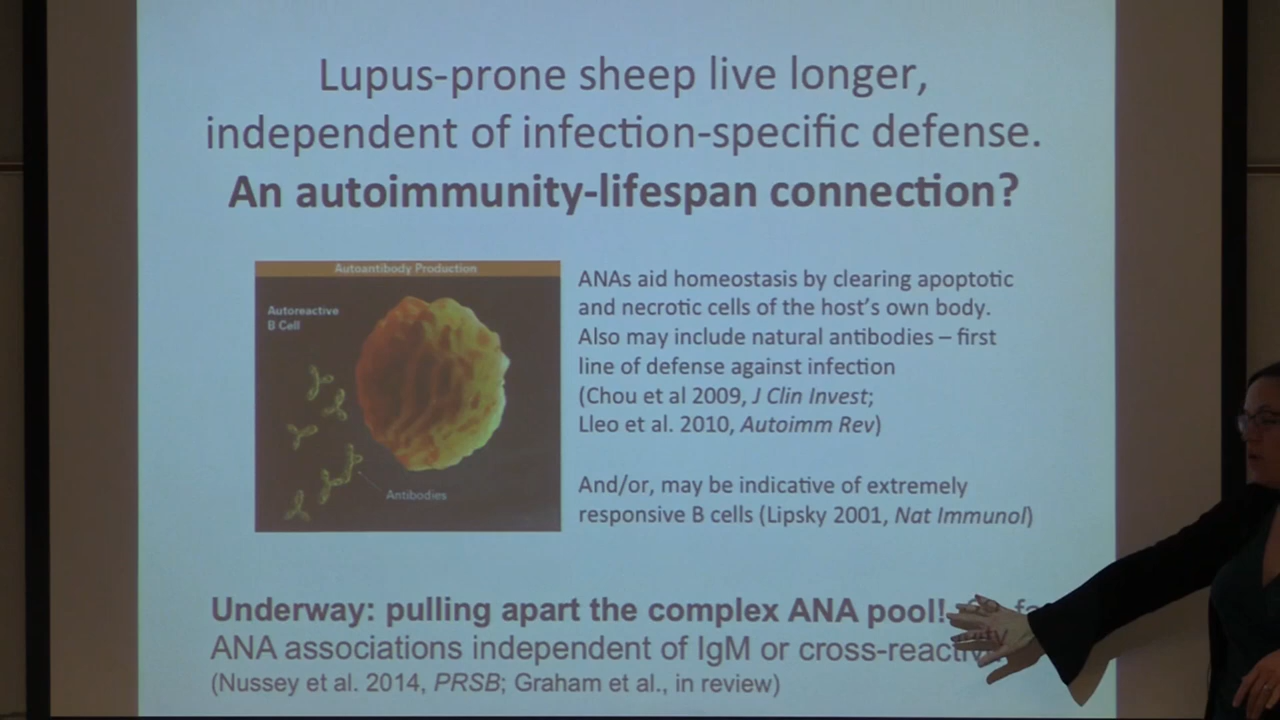 Lupus-prone sheep live longer,
independent of infection-specific defense.
An autoimmunity-lifespan connection?
Autoantibody Production
Autoreactive
B Cell
Antibodies
ANAs aid homeostasis by clearing apoptotic
and necrotic cells of the host's own body.
Also may include natural antibodies – first
line of defense against infection
(Chou et al 2009, J Clin Invest;
Lleo et al. 2010, Autoimm Rev)
And/or, may be indicative of extremely
responsive B cells (Lipsky 2001, Nat Immunol)
Underway: pulling apart the complex ANA pool!
ANA associations independent of IgM or cross-reactivity
(Nussey et al. 2014, PRSB; Graham et al., in review)